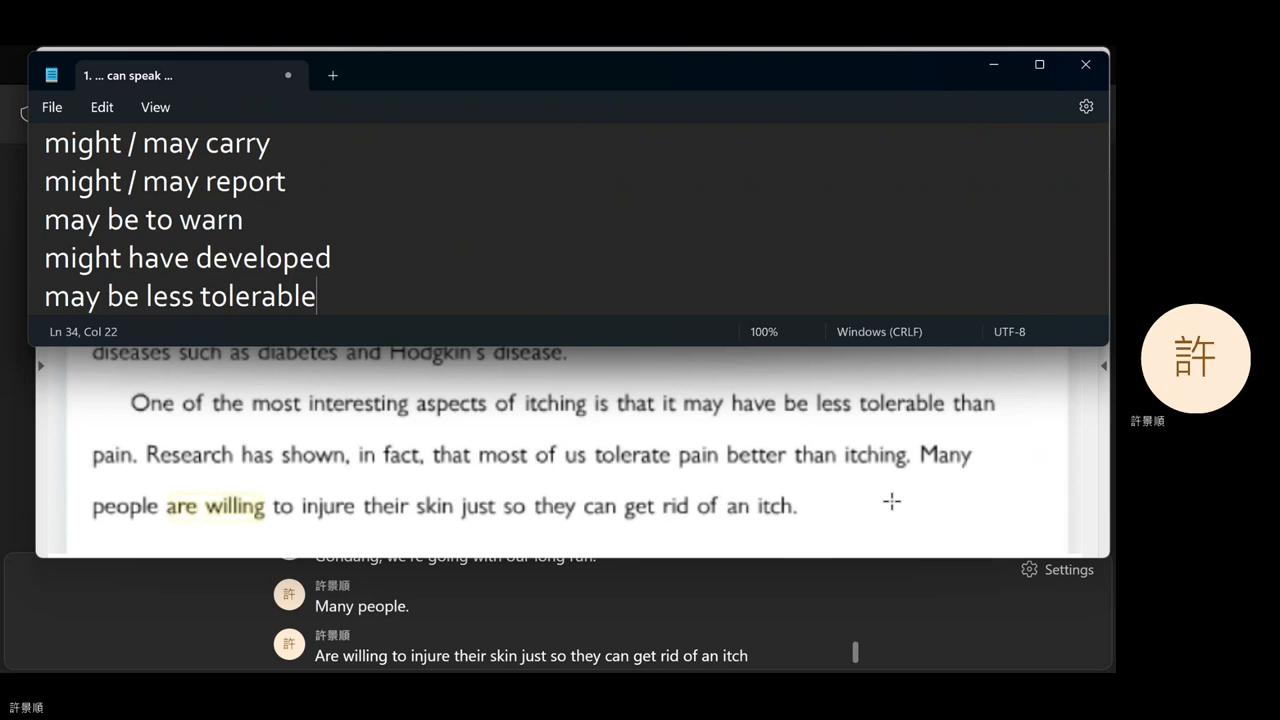 1. ... can speak ...
File Edit View
might / may carry
might / may report
may be to warn
might have developed
may be less tolerable
Ln 34, Col 22 100% Windows (CRLF) UTF-8
diseases such as diabetes and Hodgkin's disease.
One of the most interesting aspects of itching is that it may have be less tolerable than
pain. Research has shown, in fact, that most of us tolerate pain better than itching. Many
people are willing to injure their skin just so they can get rid of an itch.
Gondang, we're going with our long run.
Settings
許景順
Many people.
許景順
Are willing to injure their skin just so they can get rid of an itch
許
許
許
許景順
許景順